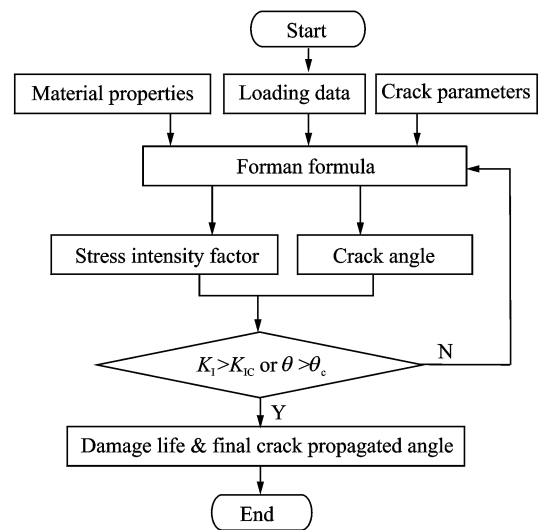 Start
Material properties
Loading data
Crack parameters
Forman formula
Stress intensity factor
Crack angle
K_I>K_IC or θ>θ_c
N
Y
Damage life & final crack propagated angle
End